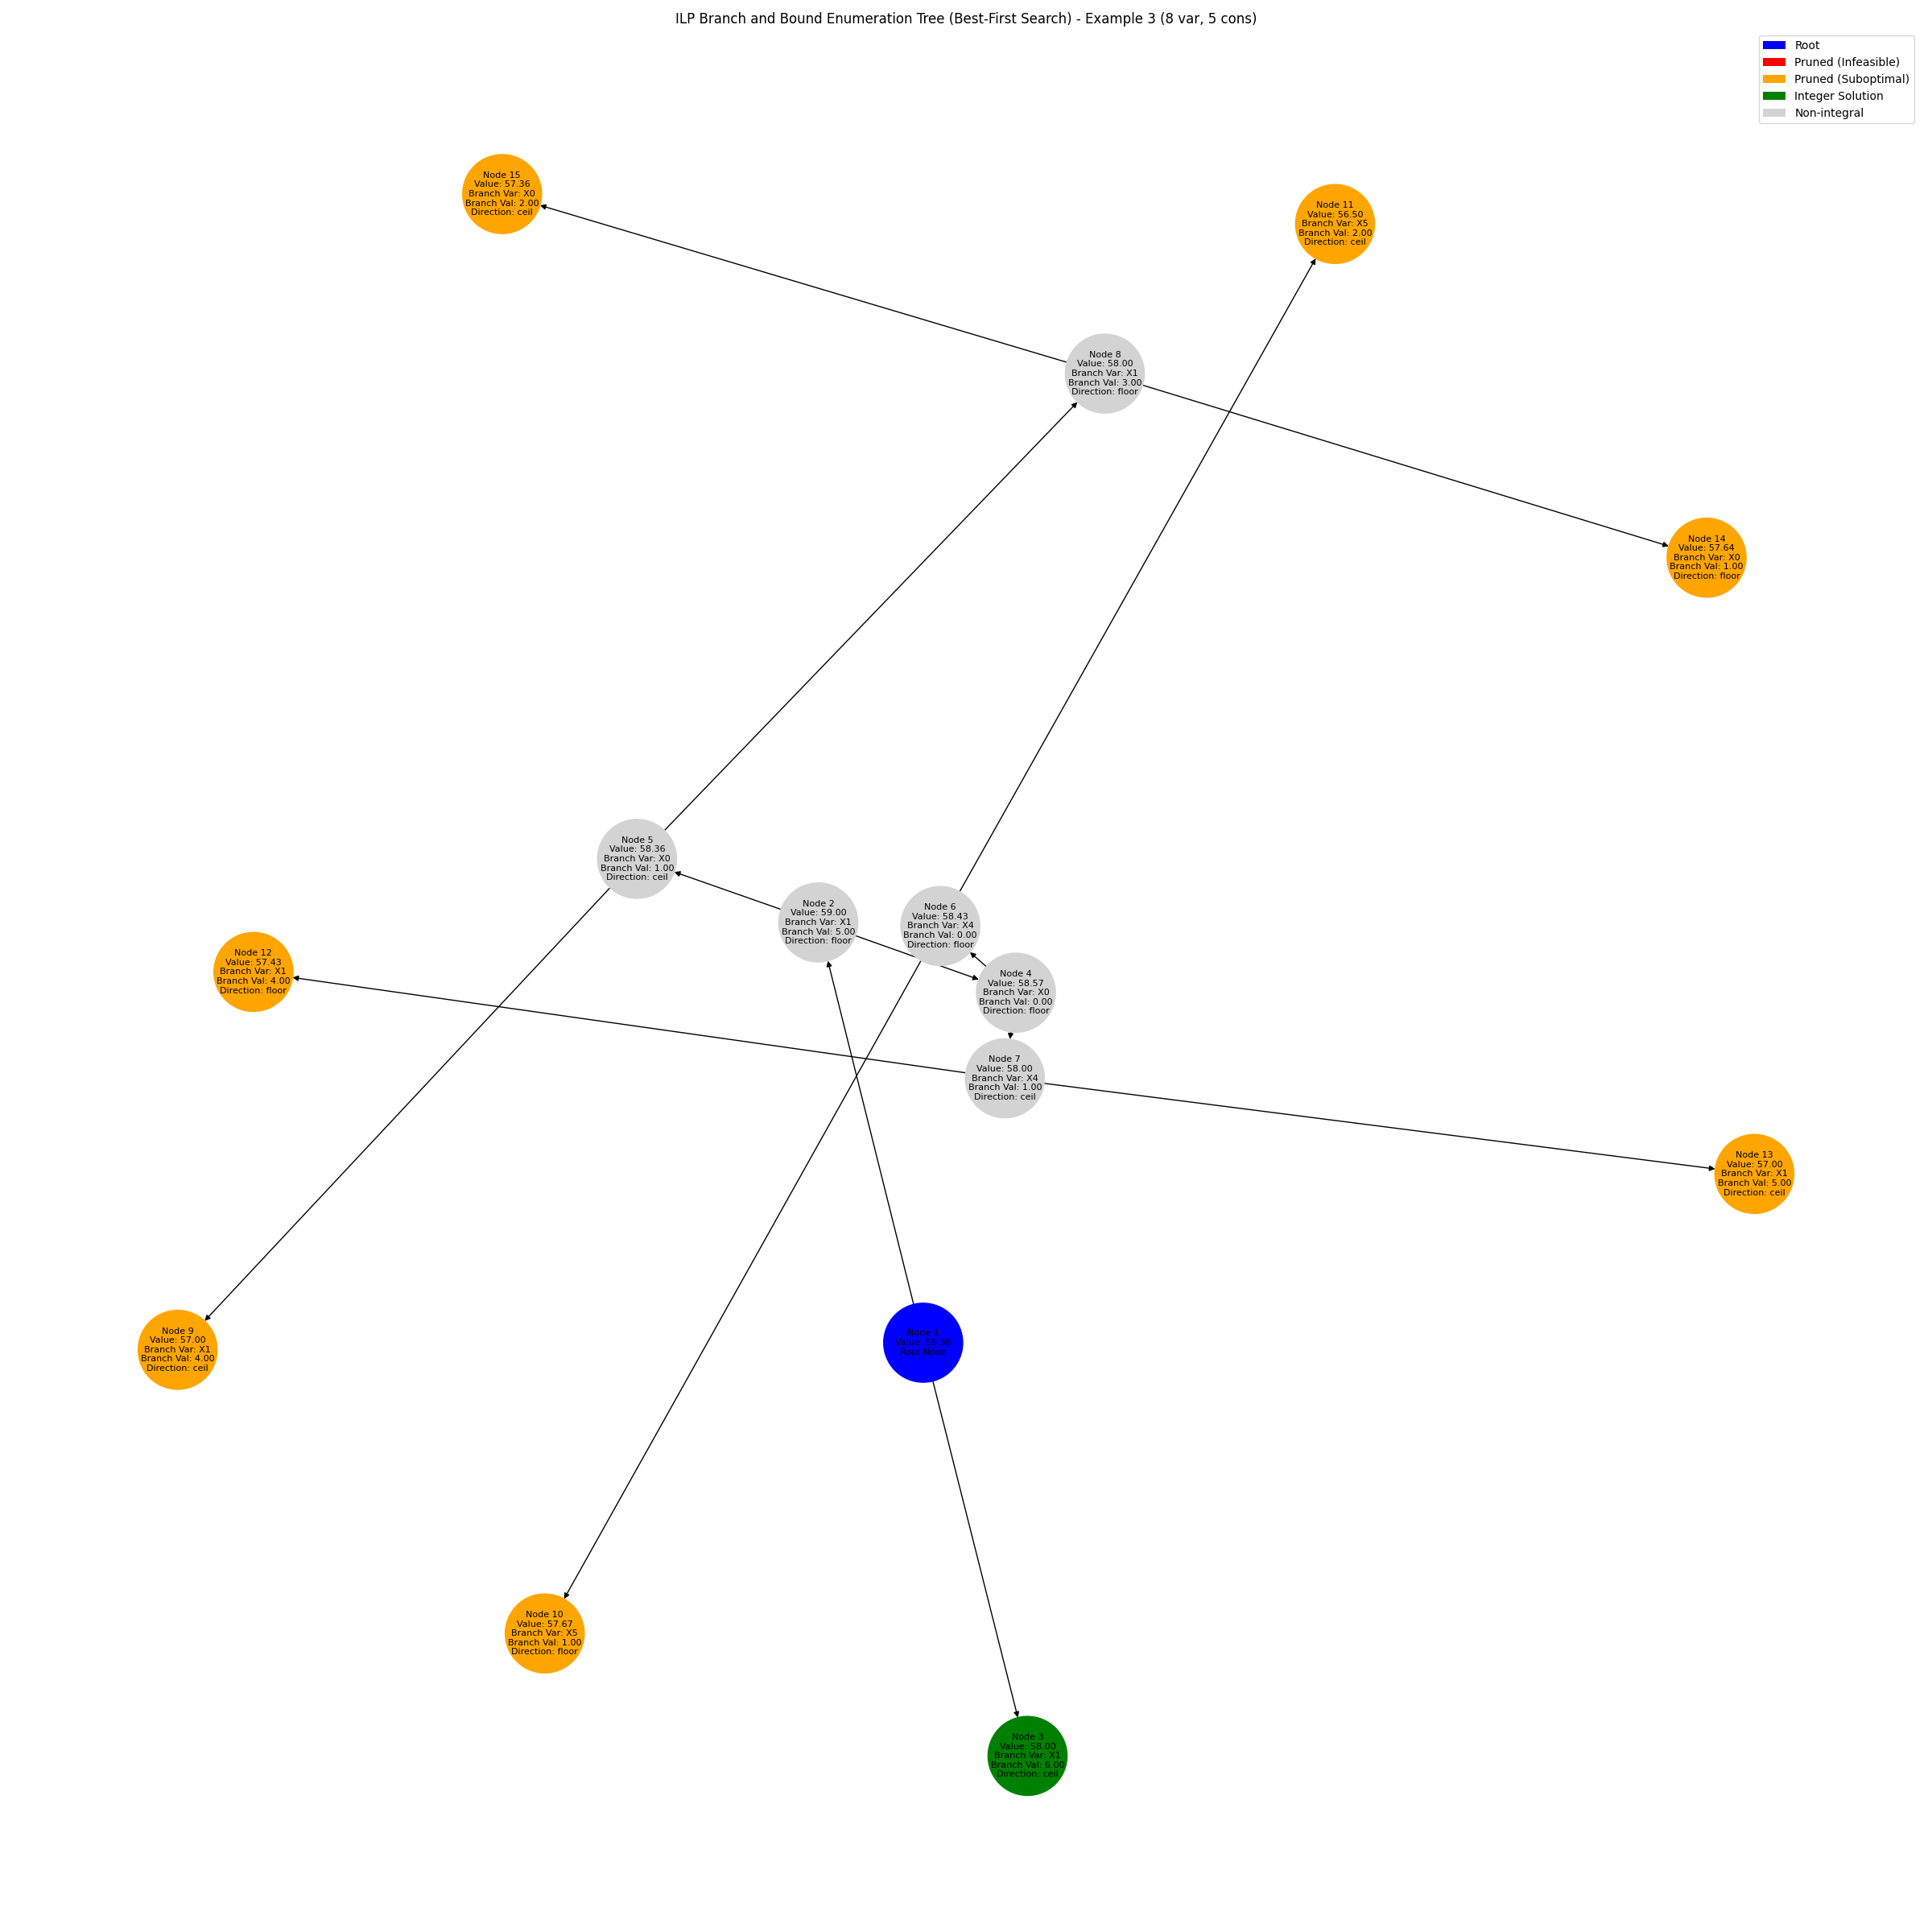 ILP Branch and Bound Enumeration Tree (Best-First Search) - Example 3 (8 var, 5 cons)
Root
Pruned (Infeasible)
Pruned (Suboptimal)
Integer Solution
Non-integral
Node 15
Value: 57.36
Branch Var: X0
Branch Val: 2.00
Direction: ceil
Node 11
Value: 56.50
Branch Var: X5
Branch Val: 2.00
Direction: ceil
Node 8
Value: 58.00
Branch Var: X1
Branch Val: 3.00
Direction: floor
Node 14
Value: 57.64
Branch Var: X0
Branch Val: 1.00
Direction: floor
Node 5
Value: 58.36
Branch Var: X0
Branch Val: 1.00
Direction: ceil
Node 2
Value: 59.00
Branch Var: X1
Branch Val: 5.00
Direction: floor
Node 6
Value: 58.43
Branch Var: X4
Branch Val: 0.00
Direction: floor
Node 12
Value: 57.43
Branch Var: X1
Branch Val: 4.00
Direction: floor
Node 4
Value: 58.57
Branch Var: X0
Branch Val: 0.00
Direction: floor
Node 7
Value: 58.00
Branch Var: X4
Branch Val: 1.00
Direction: ceil
Node 13
Value: 57.00
Branch Var: X1
Branch Val: 5.00
Direction: ceil
Node 9
Value: 57.00
Branch Var: X1
Branch Val: 4.00
Direction: ceil
Node 1
Value: 59.36
Root Node
Node 10
Value: 57.67
Branch Var: X5
Branch Val: 1.00
Direction: floor
Node 3
Value: 58.00
Branch Var: X1
Branch Val: 6.00
Direction: ceil